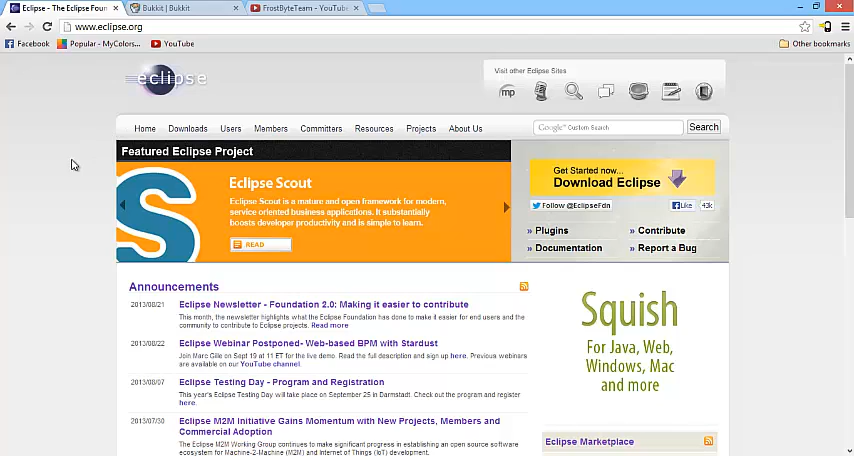 Eclipse - The Eclipse Foun
Bukkit | Bukkit
FrostByteTeam - YouTube
www.eclipse.org
Facebook
Popular - MyColors...
YouTube
Other bookmarks
eclipse
Visit other Eclipse Sites
mp
Home Downloads Users Members Committers Resources Projects About Us
Google™ Custom Search
Search
Featured Eclipse Project
Eclipse Scout
Eclipse Scout is a mature and open framework for modern,
service oriented business applications. It substantially
boosts developer productivity and is simple to learn.
READ
Get Started now...
Download Eclipse
Follow @EclipseFdn
Like 43k
» Plugins
» Contribute
» Documentation
» Report a Bug
Announcements
2013/08/21 Eclipse Newsletter - Foundation 2.0: Making it easier to contribute
This month, the newsletter highlights what the Eclipse Foundation has done to make it easier for end users and the
community to contribute to Eclipse projects. Read more
2013/08/22 Eclipse Webinar Postponed- Web-based BPM with Stardust
Join Marc Gille on Sept 19 at 11 ET for the live demo. Read the full description and sign up here. Previous webinars
are available on our YouTube channel.
2013/08/07 Eclipse Testing Day - Program and Registration
This year's Eclipse Testing Day will take place on September 25 in Darmstadt. Check out the program and register
here.
2013/07/30 Eclipse M2M Initiative Gains Momentum with New Projects, Members and
Commercial Adoption
The Eclipse M2M Working Group continues to make significant progress in establishing an open source software
ecosystem for Machine-2-Machine (M2M) and Internet of Things (IoT) development.
Squish
For Java, Web,
Windows, Mac
and more
Eclipse Marketplace